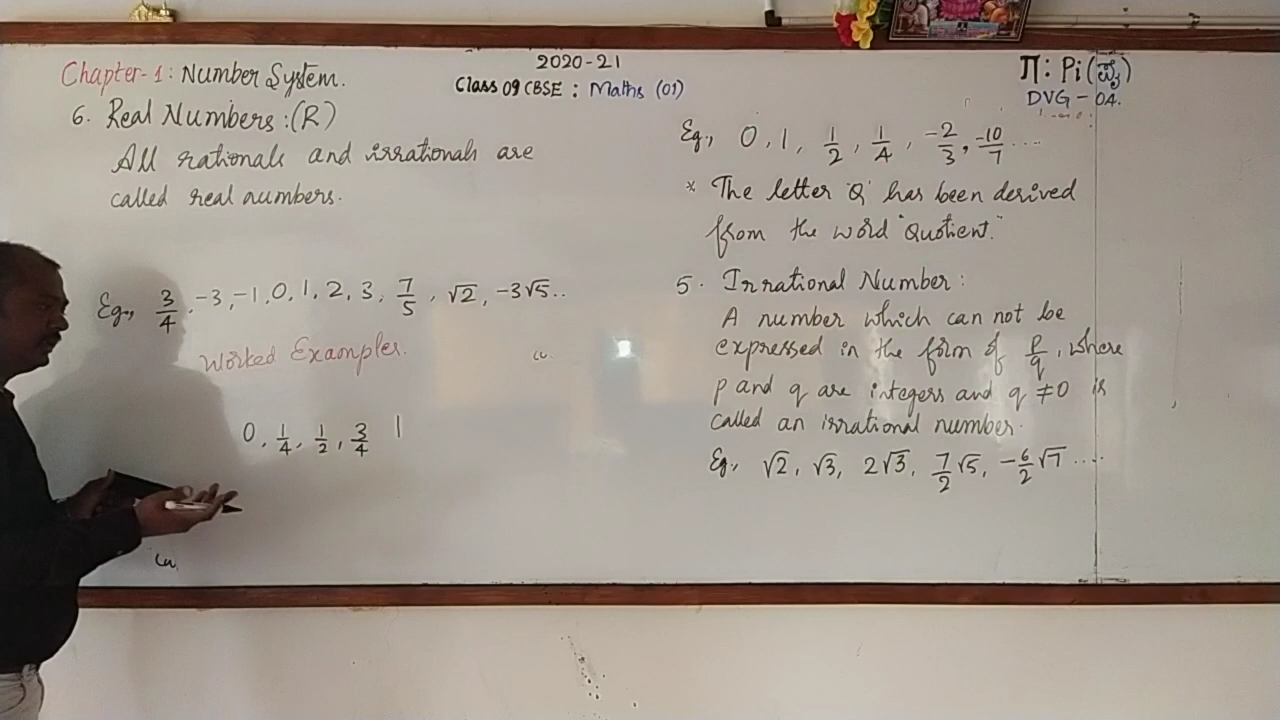 2020-21
Class 09 CBSE : Maths (01)
π: Pi (ಪೈ)
DVG - 04.
Chapter-1: Number System.
6. Real Numbers:(R)
All rationals and irrationals are
called real numbers.
Eg., 3/4, -3, -1, 0, 1, 2, 3, 7/5, √2, -3√5..
Worked Examples.
0, 1/4, 1/2, 3/4 1
Eg., 0, 1, 1/2, 1/4, -2/3, -10/7 ....
* The letter 'Q' has been derived
from the word "Quotient."
5. Irrational Number:
A number which can not be
expressed in the form of p/q, where
p and q are integers and q ≠ 0 is
called an irrational number.
Eg., √2, √3, 2√3, 7/2√5, -6/2√7 ....